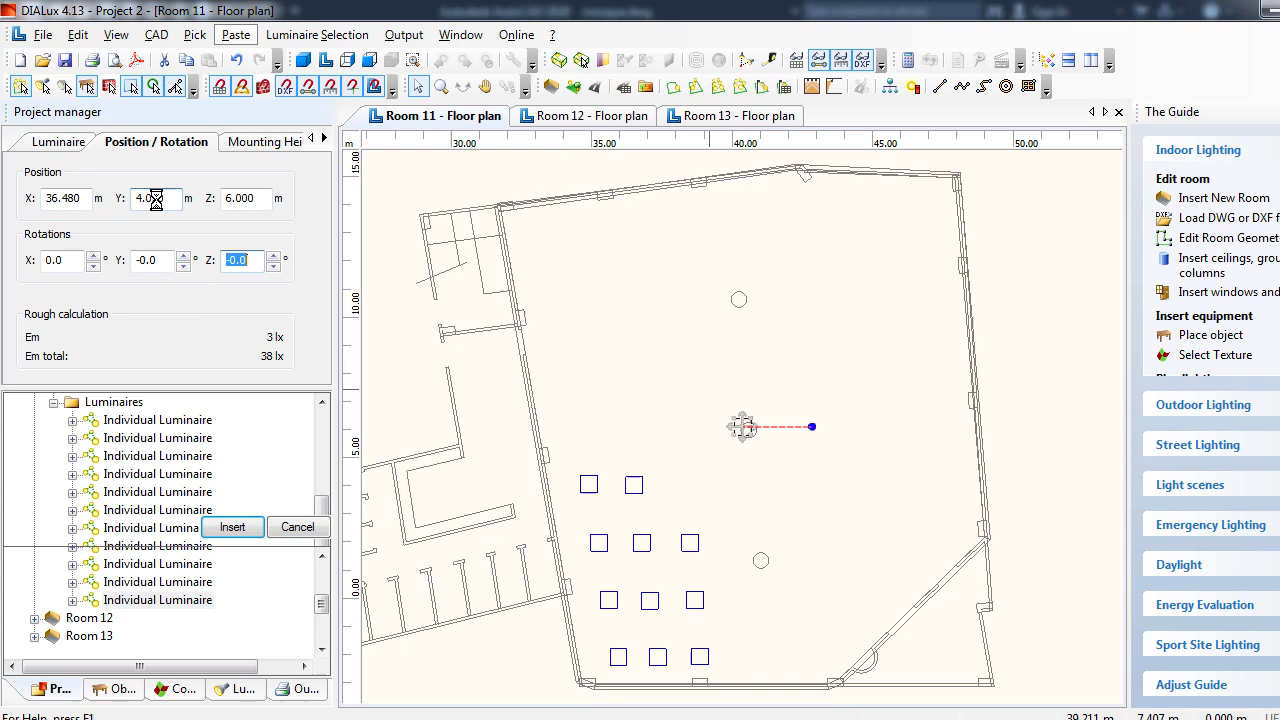 DIALux 4.13 - Project 2 - [Room 11 - Floor plan]
File Edit View CAD Pick Paste Luminaire Selection Output Window Online ?
Project manager
Luminaire Position / Rotation Mounting Hei
Position
X: 36.480 m Y: 4.0 m Z: 6.000 m
Rotations
X: 0.0 ° Y: -0.0 ° Z: -0.0 °
Rough calculation
Em 3 lx
Em total: 38 lx
Luminaires
Individual Luminaire
Individual Luminaire
Individual Luminaire
Individual Luminaire
Individual Luminaire
Individual Luminaire
Individual Lumina
Insert Cancel
Individual Luminaire
Individual Luminaire
Individual Luminaire
Individual Luminaire
Room 12
Room 13
Pr... Ob... Co... Lu... Ou...
For Help, press F1
Room 11 - Floor plan Room 12 - Floor plan Room 13 - Floor plan
m 30.00 35.00 40.00 45.00 50.00
15.00
10.00
5.00
0.00
39.211 m 7.407 m 0.000 m
The Guide
Indoor Lighting
Edit room
Insert New Room
Load DWG or DXF f
Edit Room Geomet
Insert ceilings, grou
columns
Insert windows and
Insert equipment
Place object
Select Texture
Outdoor Lighting
Street Lighting
Light scenes
Emergency Lighting
Daylight
Energy Evaluation
Sport Site Lighting
Adjust Guide